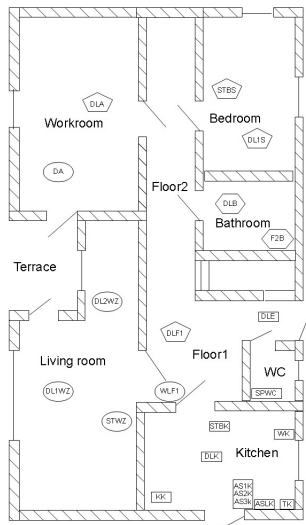 STBS
DLA
Workroom
Bedroom
DL1S
DA
Floor2
DLB
Bathroom
F2B
Terrace
DL2WZ
DLE
DLF1
Floor1
Living room
WC
DL1WZ
WLF1
SPWC
STWZ
STBK
WK
Kitchen
DLK
AS1K
AS2K
AS3k
KK
ASLK
TK